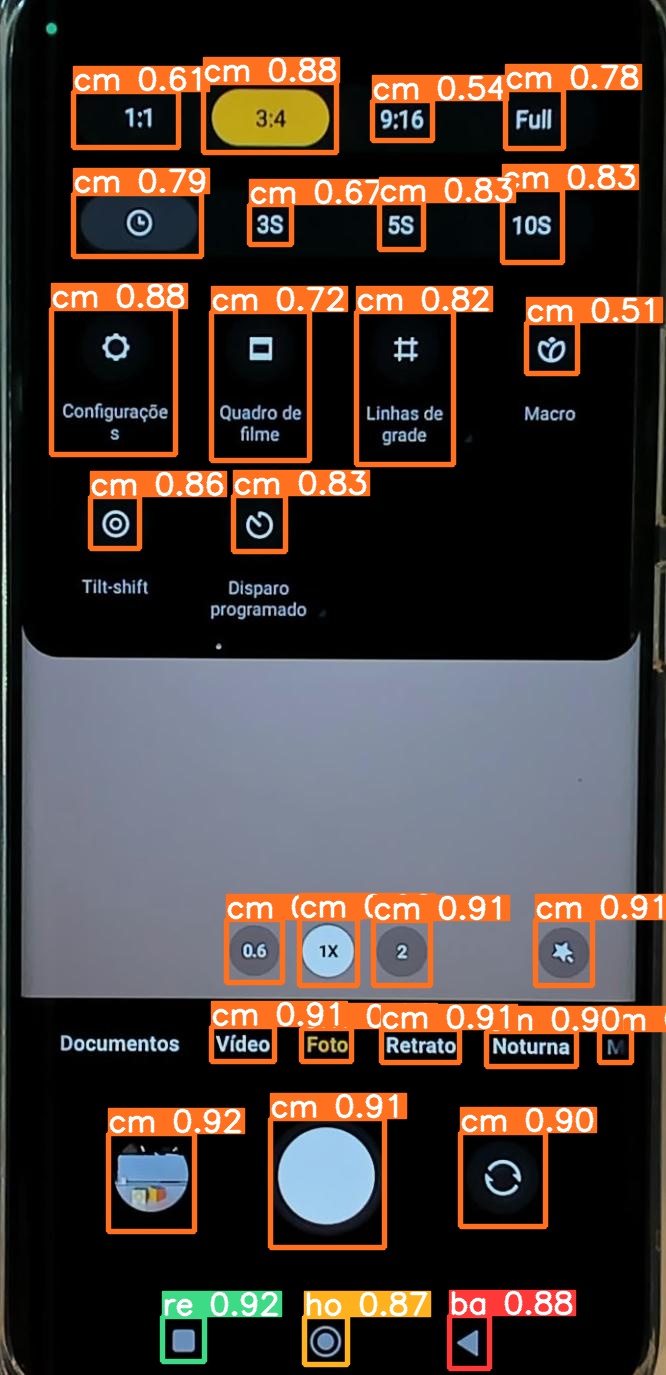 cm 0.61 cm 0.88 cm 0.54 cm 0.78
1:1 3:4 9:16 Full
cm 0.79 cm 0.67 cm 0.83 cm 0.83
3S 5S 10S
cm 0.88 cm 0.72 cm 0.82 cm 0.51
Configuraçõe Quadro de Linhas de Macro
s filme grade
cm 0.86 cm 0.83
Tilt-shift Disparo
programado
cm cm cm 0.91 cm 0.91
0.6 1X 2
cm 0.91 cm 0.91 0.90
Documentos Vídeo Foto Retrato Noturna M
cm 0.92 cm 0.91 cm 0.90
re 0.92 ho 0.87 ba 0.88